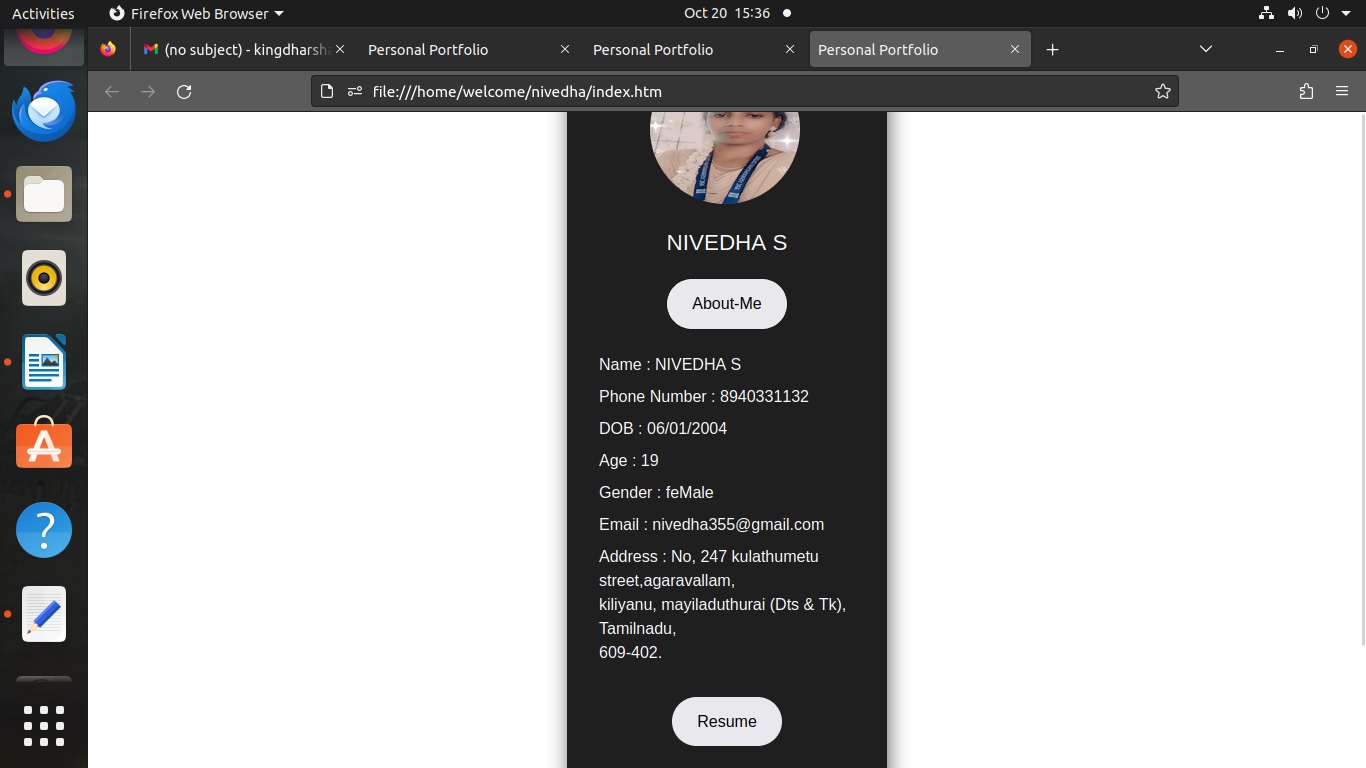 Activities
Firefox Web Browser
Oct 20 15:36
(no subject) - kingdharsha
Personal Portfolio
Personal Portfolio
Personal Portfolio
file:///home/welcome/nivedha/index.htm
NIVEDHA S
About-Me
Name : NIVEDHA S
Phone Number : 8940331132
DOB : 06/01/2004
Age : 19
Gender : feMale
Email : nivedha355@gmail.com
Address : No, 247 kulathumetu
street,agaravallam,
kiliyanu, mayiladuthurai (Dts & Tk),
Tamilnadu,
609-402.
Resume